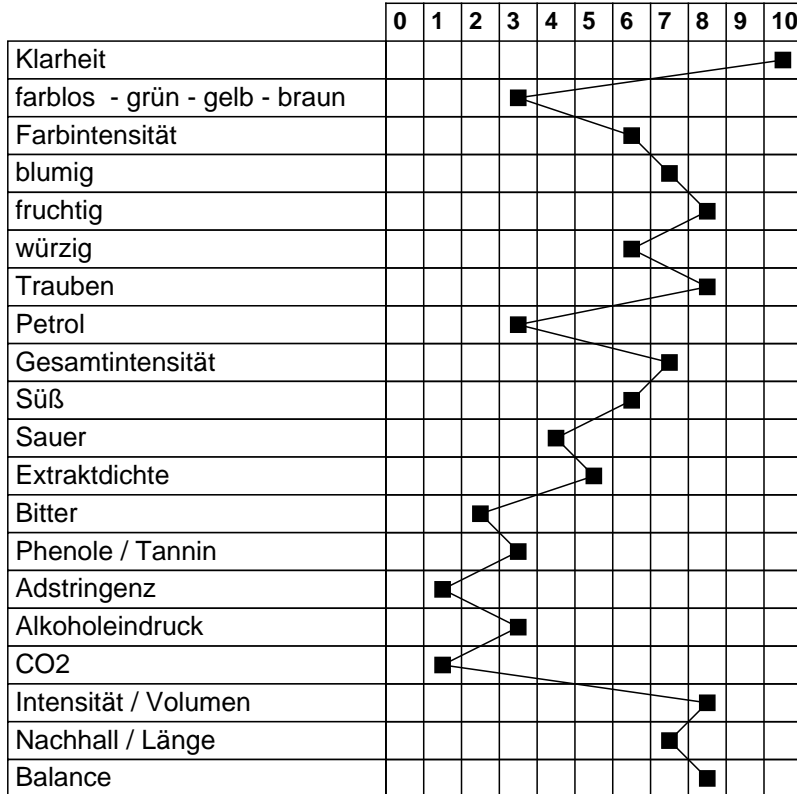 0 1 2 3 4 5 6 7 8 9 10
Klarheit
farblos - grün - gelb - braun
Farbintensität
blumig
fruchtig
würzig
Trauben
Petrol
Gesamtintensität
Süß
Sauer
Extraktdichte
Bitter
Phenole / Tannin
Adstringenz
Alkoholeindruck
CO2
Intensität / Volumen
Nachhall / Länge
Balance